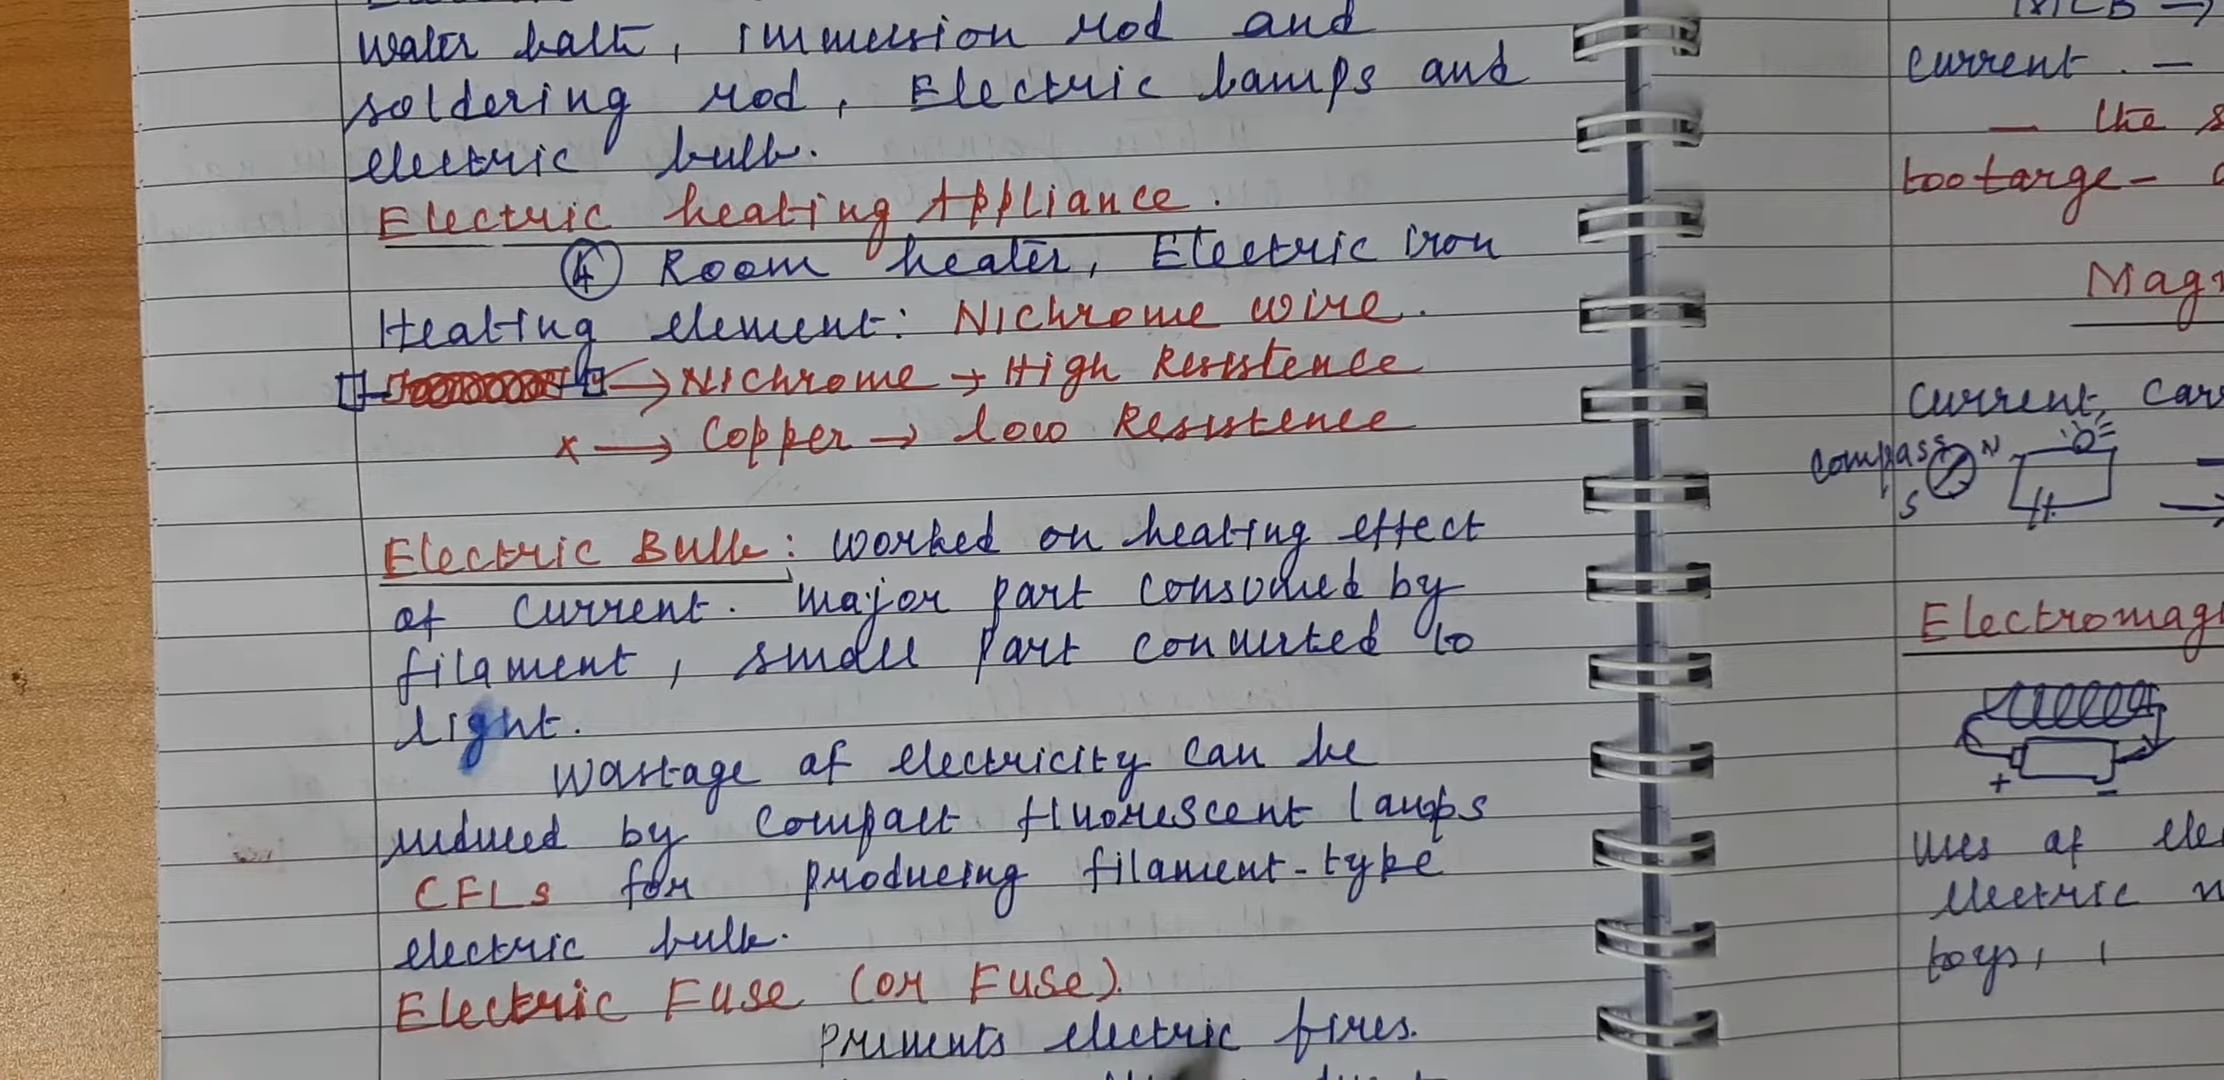 water bath, immersion rod and
soldering rod, Electric Lamps and
electric bulb.
Electric heating Appliance.
④ Room heater, Electric iron
Heating element: Nichrome wire.
→ Nichrome → High Resistence
x → Copper → low Resistence
Electric Bulb: worked on heating effect
of current. major part consumed by
filament, small part converted to
light.
Wastage of electricity can be
reduced by compact fluorescent lamps
CFLs for producing filament-type
electric bulb.
Electric Fuse (or Fuse).
Prevents electric fires.
MCB →
current. —
— the s
too large -
Mag
Current Car
compass N
S
Electromag
+ -
Uses of ele
electric
toys,